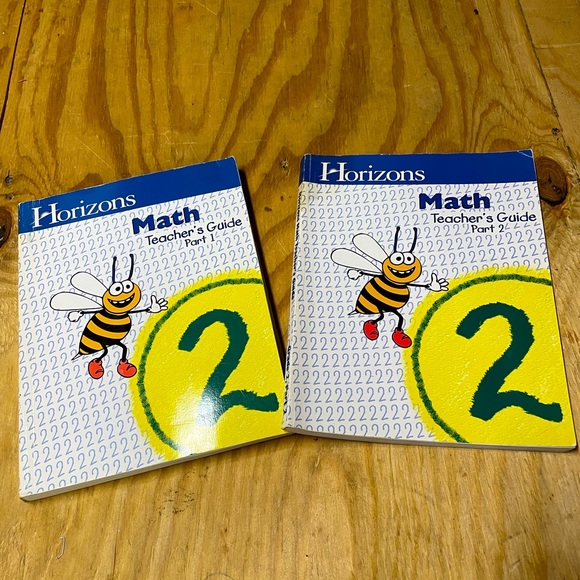 Horizons
Math
Teacher's Guide
Part 1
2
Horizons
Math
Teacher's Guide
Part 2
2